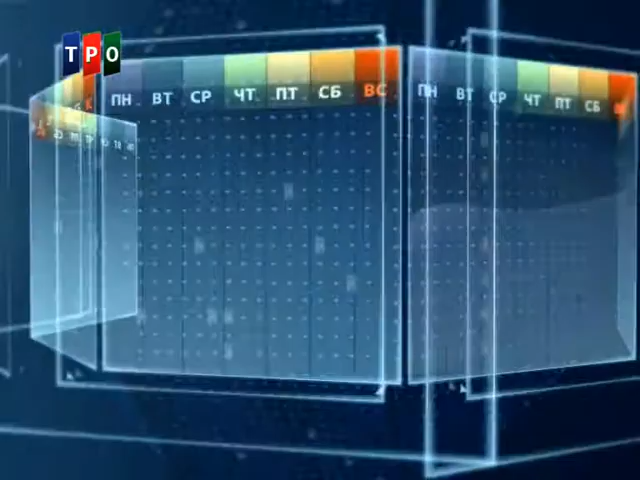 ТРО
ПН ВТ СР ЧТ ПТ СБ ВС
ПН ВТ СР ЧТ ПТ СБ